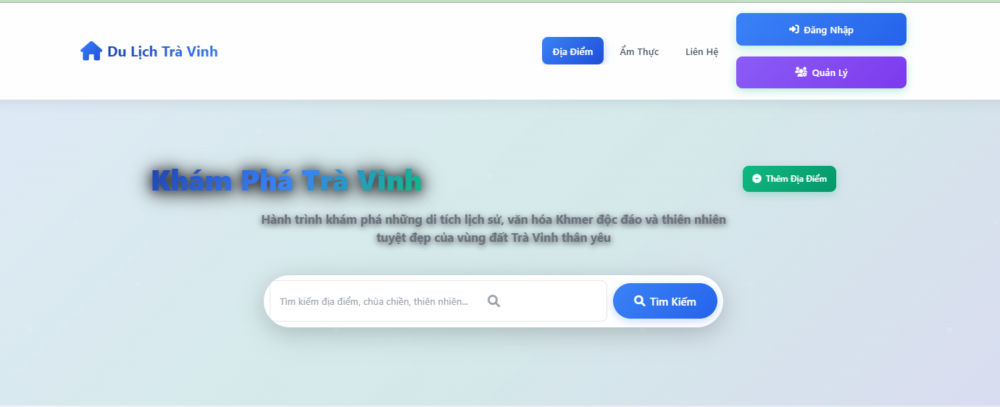 Du Lịch Trà Vinh
Địa Điểm
Ẩm Thực
Liên Hệ
Đăng Nhập
Quản Lý
Khám Phá Trà Vinh
Thêm Địa Điểm
Hành trình khám phá những di tích lịch sử, văn hóa Khmer độc đáo và thiên nhiên
tuyệt đẹp của vùng đất Trà Vinh thân yêu
Tìm kiếm địa điểm, chùa chiền, thiên nhiên...
Tìm Kiếm